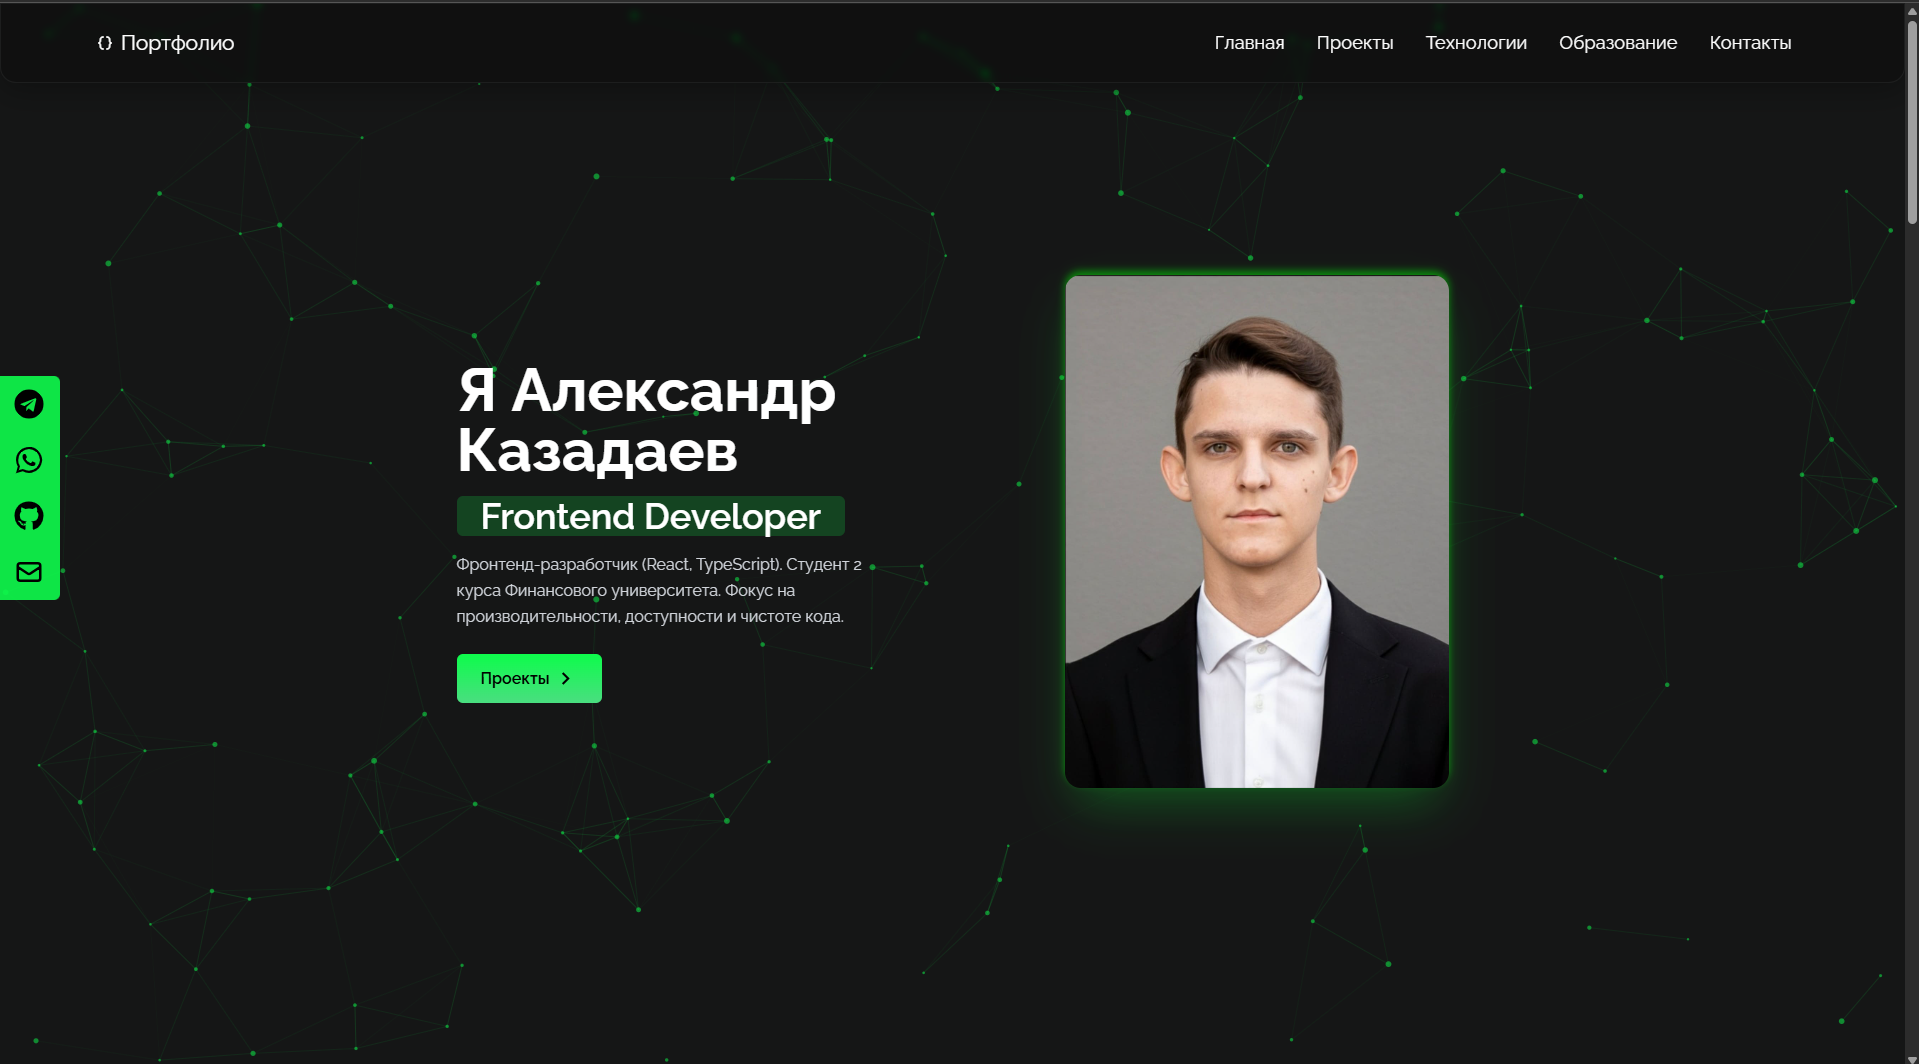 {} Портфолио
Главная Проекты Технологии Образование Контакты
Я Александр
Казадаев
Frontend Developer
Фронтенд-разработчик (React, TypeScript). Студент 2
курса Финансового университета. Фокус на
производительности, доступности и чистоте кода.
Проекты